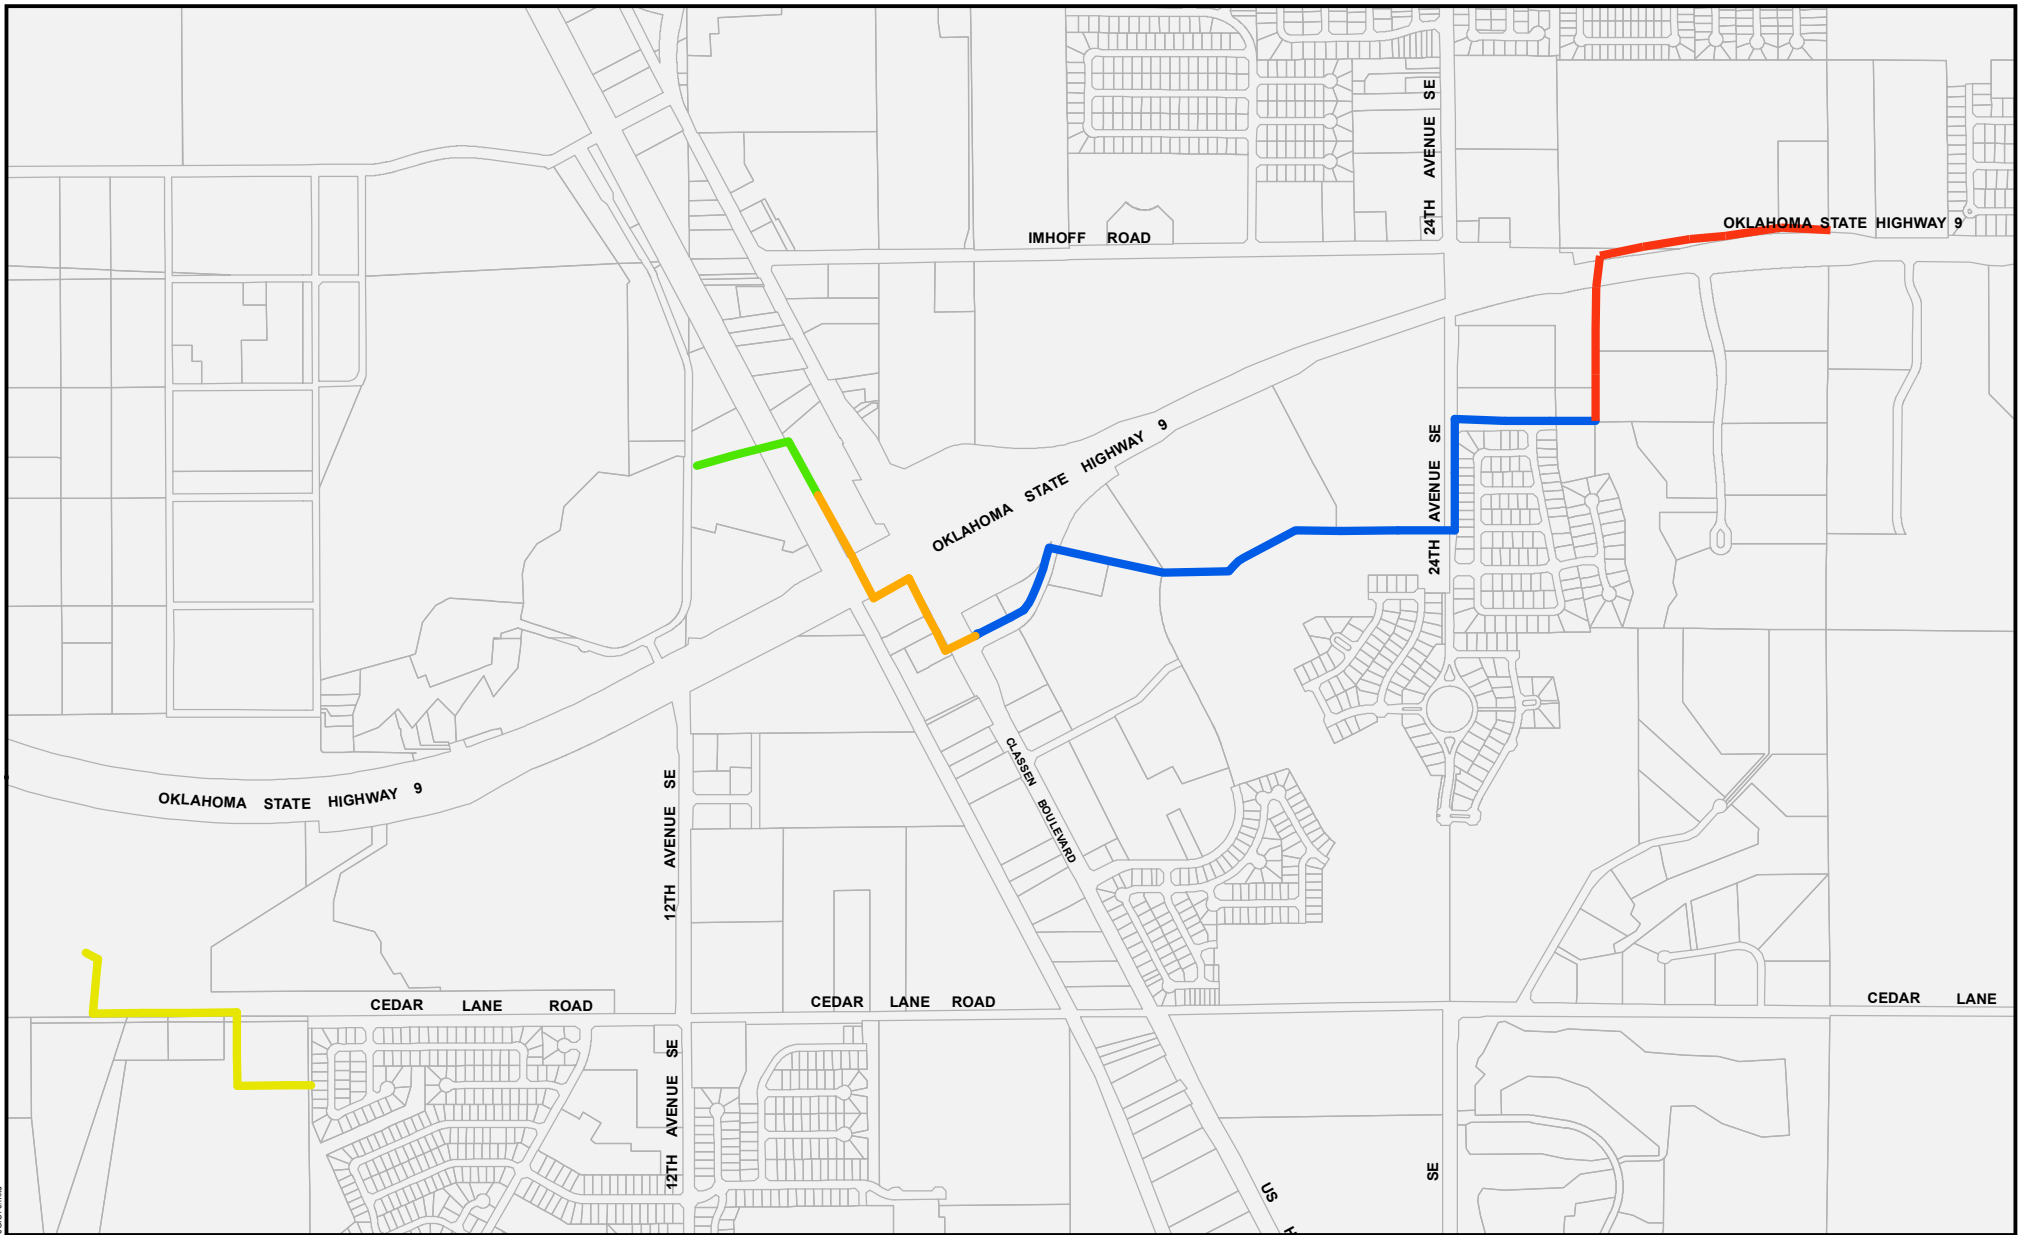 24TH AVENUE SE
OKLAHOMA STATE HIGHWAY 9
IMHOFF ROAD
OKLAHOMA STATE HIGHWAY 9
24TH AVENUE SE
CLASSEN BOULEVARD
OKLAHOMA STATE HIGHWAY 9
12TH AVENUE SE
CEDAR LANE ROAD
CEDAR LANE ROAD
CEDAR LANE
12TH AVENUE SE
SE
US